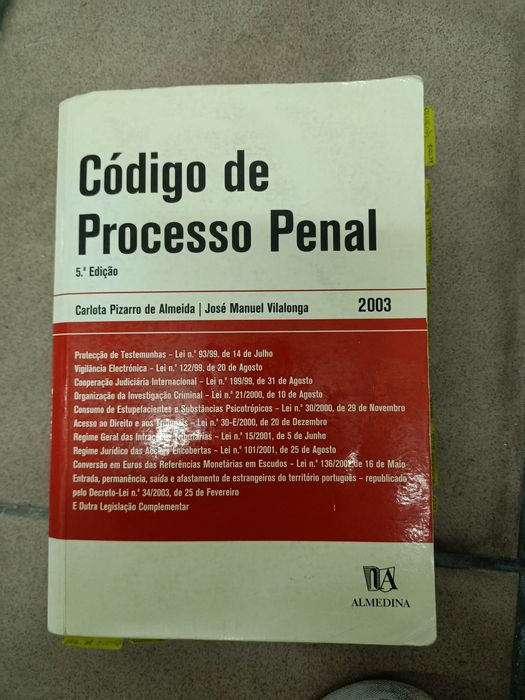 Código de
Processo Penal
5.ª Edição
Carlota Pizarro de Almeida | José Manuel Vilalonga 2003
Protecção de Testemunhas – Lei n.º 93/99, de 14 de Julho
Vigilância Electrónica – Lei n.º 122/99, de 20 de Agosto
Cooperação Judiciária Internacional – Lei n.º 199/99, de 31 de Agosto
Organização da Investigação Criminal – Lei n.º 21/2000, de 10 de Agosto
Consumo de Estupefacientes e Substâncias Psicotrópicos – Lei n.º 30/2000, de 29 de Novembro
Acesso ao Direito e aos Tribunais – Lei n.º 30-E/2000, de 20 de Dezembro
Regime Geral das Infracções Tributárias – Lei n.º 15/2001, de 5 de Junho
Regime Jurídico das Acções Encobertas – Lei n.º 101/2001, de 25 de Agosto
Conversão em Euros das Referências Monetárias em Escudos – Lei n.º 136/2002 de 16 de Maio
Entrada, permanência, saída e afastamento de estrangeiros do território português – republicado
pelo Decreto-Lei n.º 34/2003, de 25 de Fevereiro
E Outra Legislação Complementar
ALMEDINA